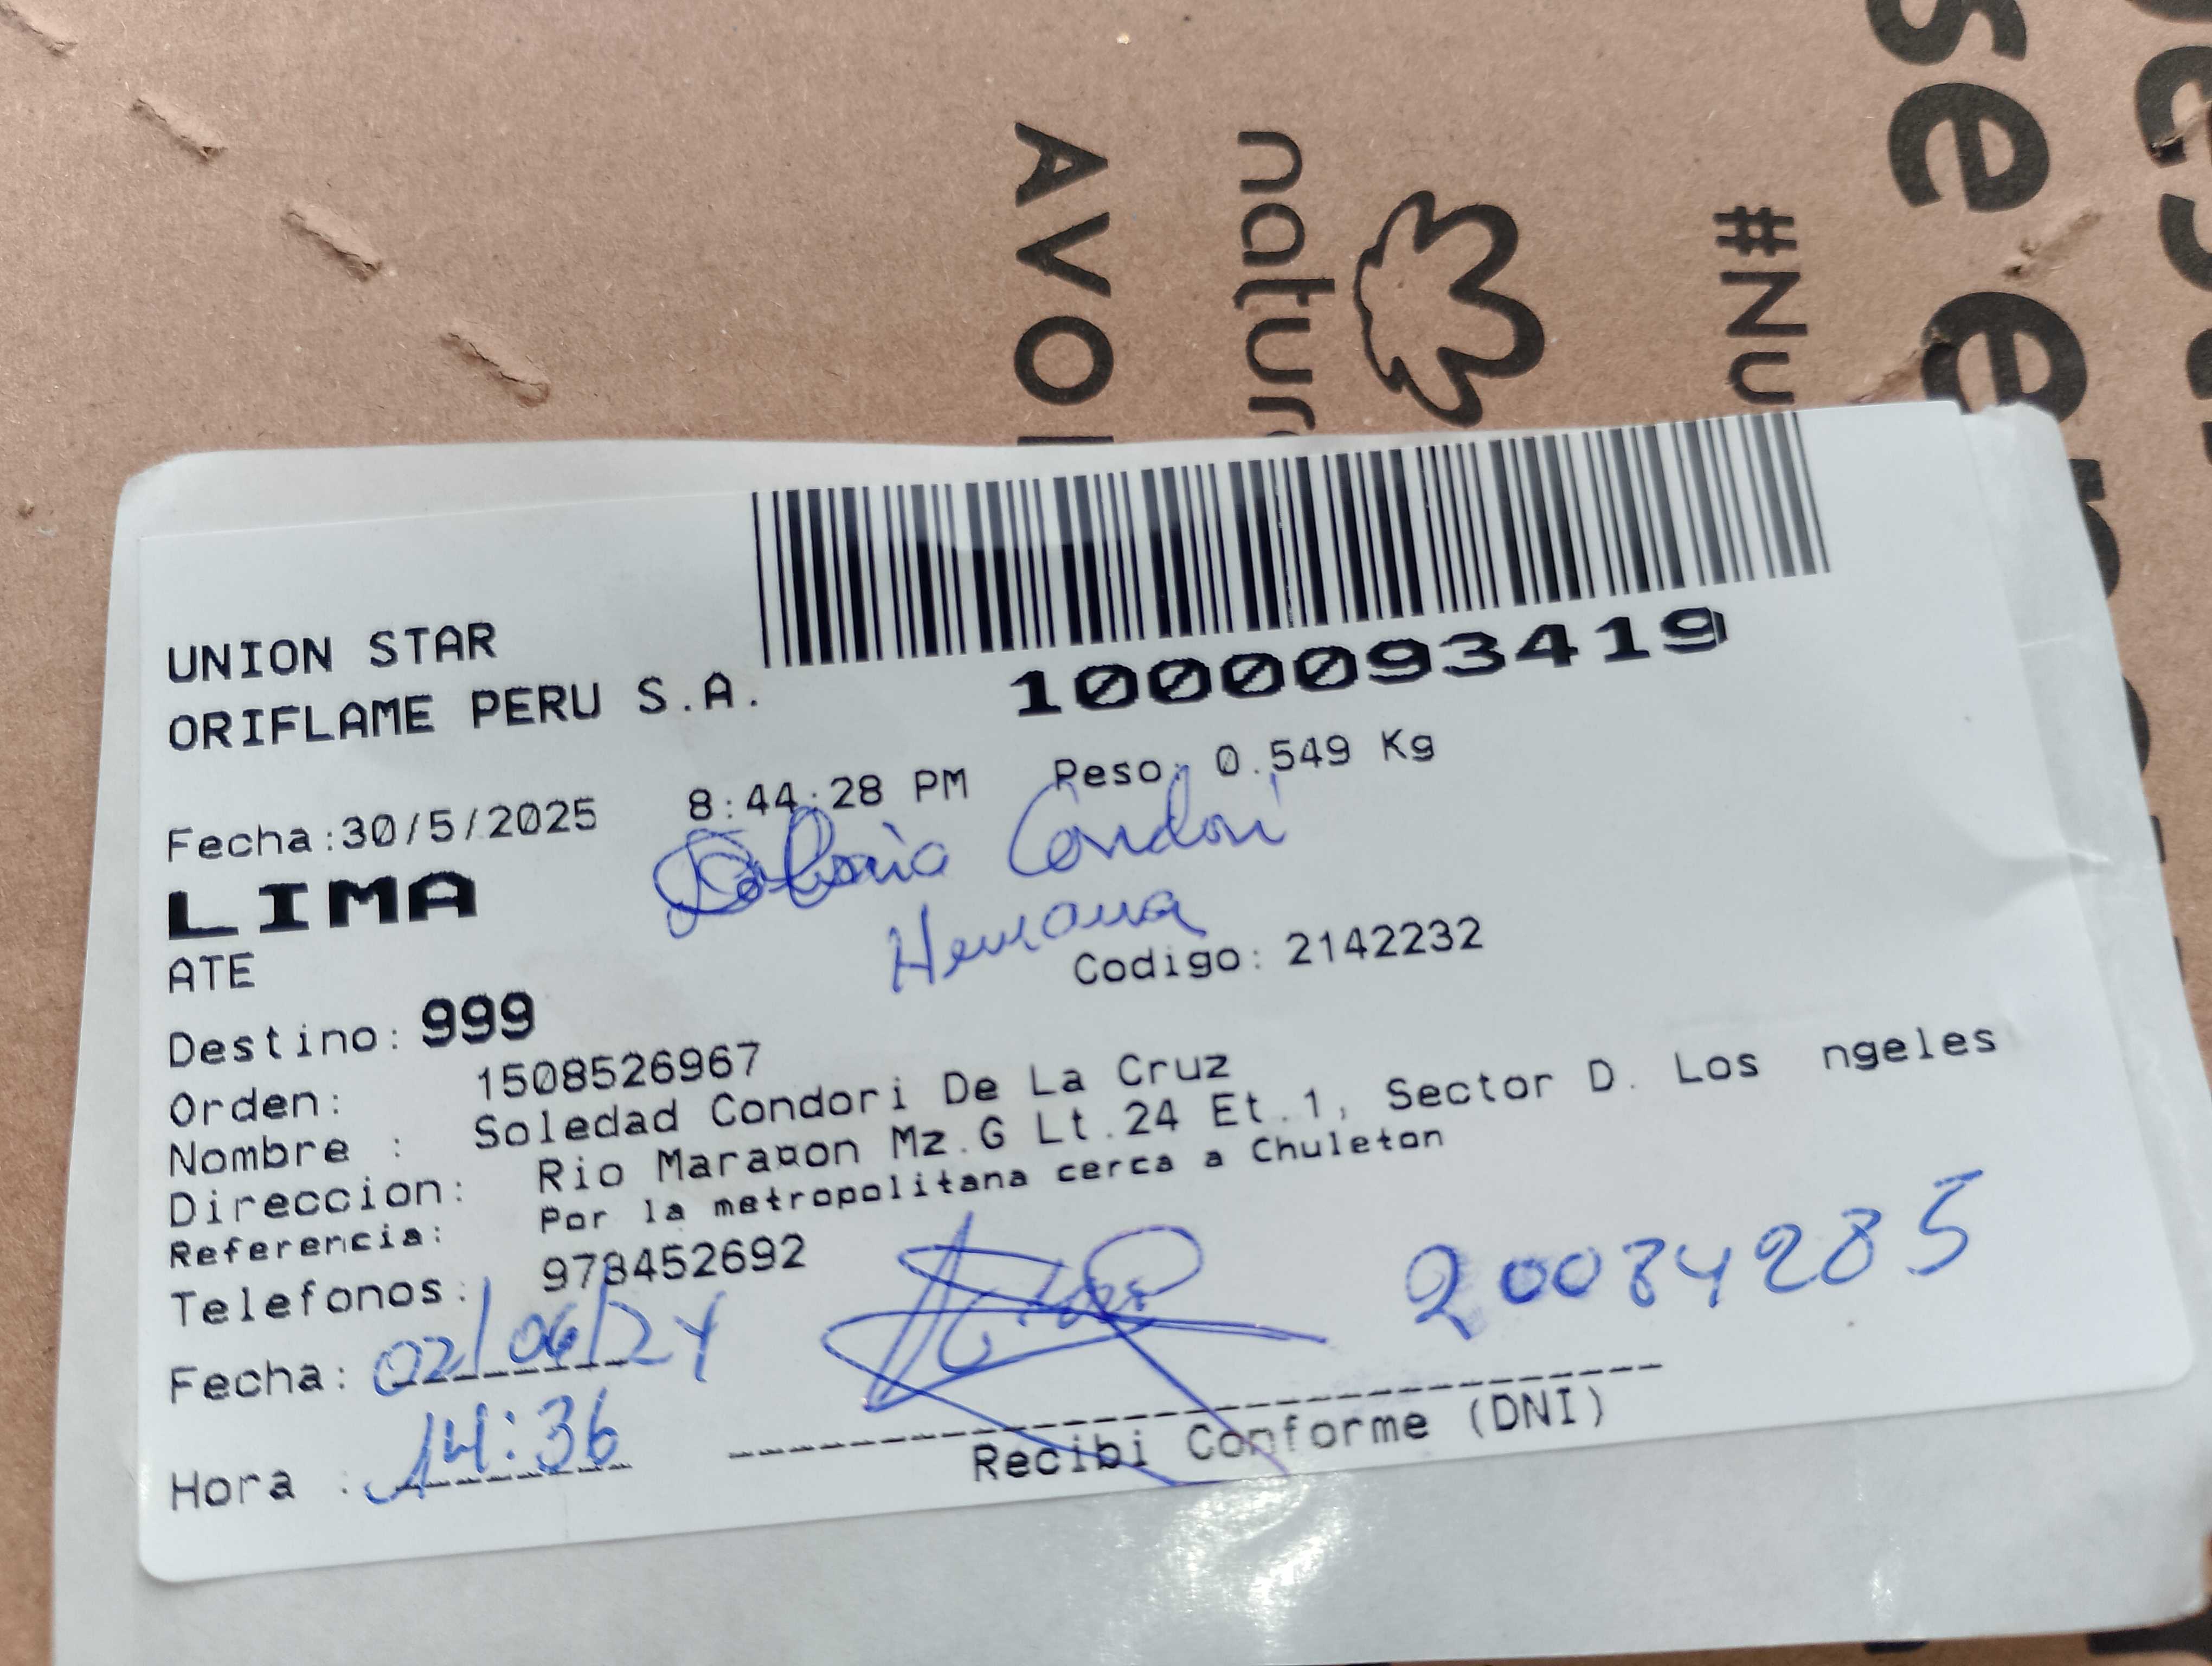 se en
AVO
natur
#Nu
UNION STAR
ORIFLAME PERU S.A.
1000093419
Fecha:30/5/2025 8:44:28 PM Peso: 0.549 Kg
Condori
LIMA
Hermana
ATE
Codigo: 2142232
Destino: 999
Orden: 1508526967
Nombre : Soledad Condori De La Cruz
Direccion: Rio Mara¤on Mz.G Lt.24 Et.1, Sector D. Los ngeles
Referencia: Por la metropolitana cerca a Chuleton
Telefonos: 978452692
20084285
Fecha: 02/06/24
Hora : 14:36
Recibi Conforme (DNI)